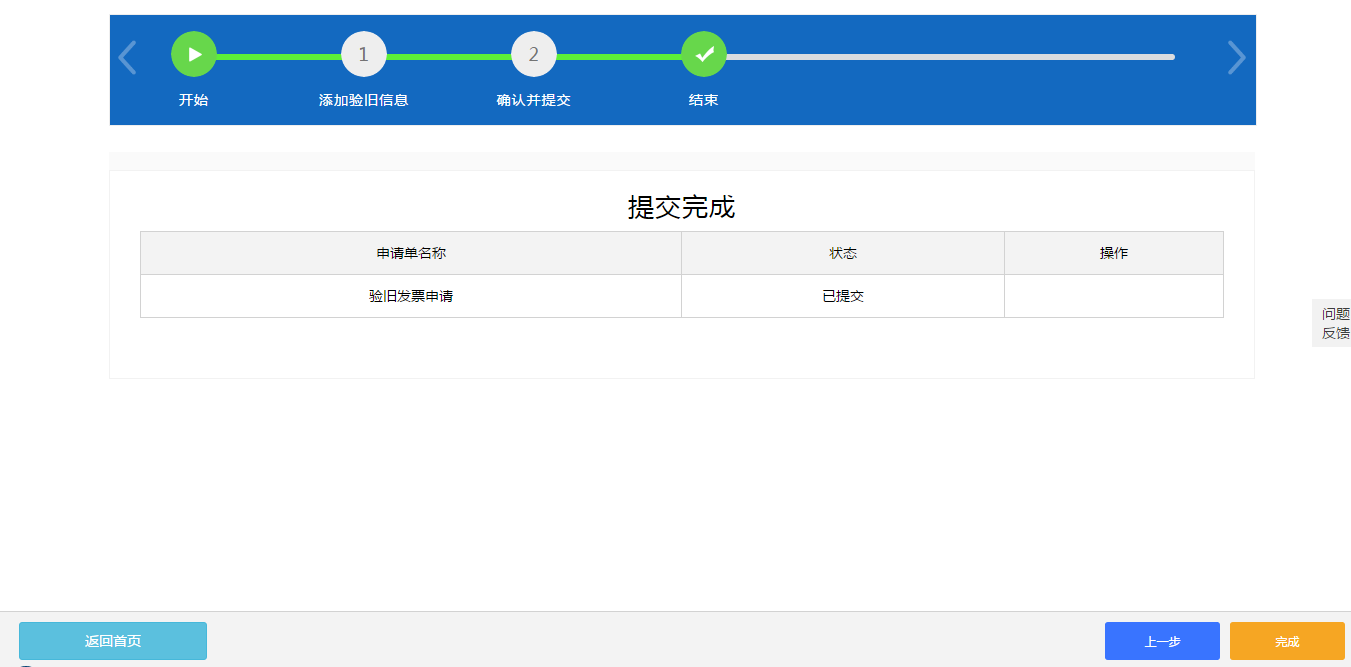 1
2
开始
添加验旧信息
确认并提交
结束
提交完成
申请单名称 状态 操作
验旧发票申请 已提交
问题
反馈
返回首页 上一步 完成